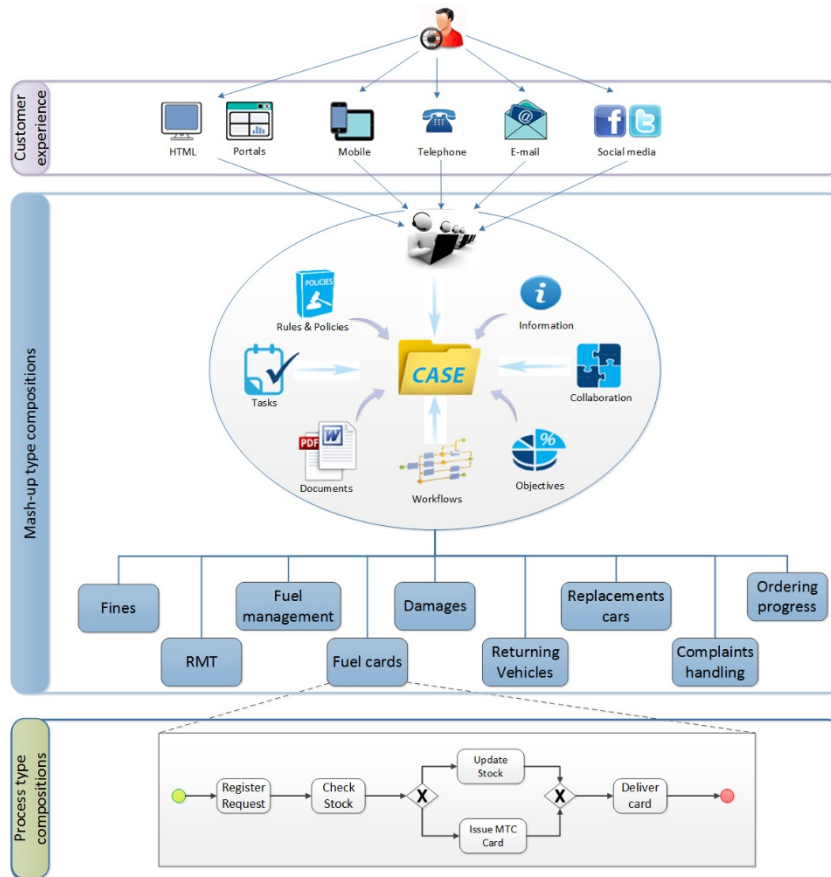 Customer
experience
HTML
Portals
Mobile
Telephone
E-mail
Social media
Mash-up type compositions
POLICIES
Rules & Policies
Information
Tasks
CASE
Collaboration
PDF
W
Documents
Workflows
%
Objectives
Fines
Fuel
management
Damages
Replacements
cars
Ordering
progress
RMT
Fuel cards
Returning
Vehicles
Complaints
handling
Process type
compositions
Register
Request
Check
Stock
X
Update
Stock
Issue MTC
Card
X
Deliver
card